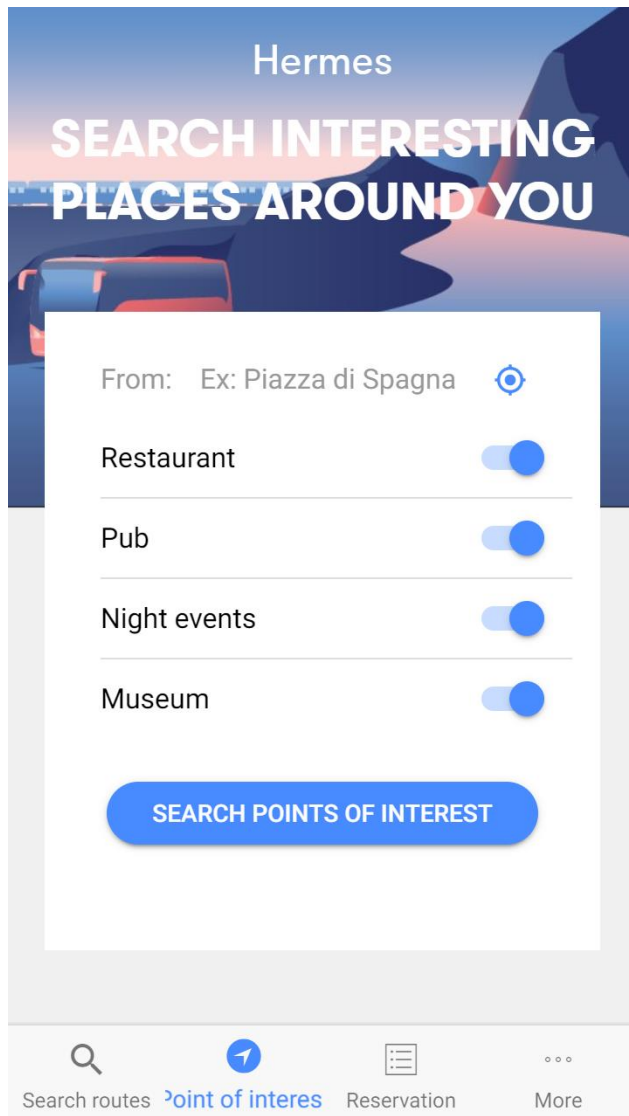 Hermes
SEARCH INTERESTING
PLACES AROUND YOU
From: Ex: Piazza di Spagna
Restaurant
Pub
Night events
Museum
SEARCH POINTS OF INTEREST
Search routes Point of interes Reservation More